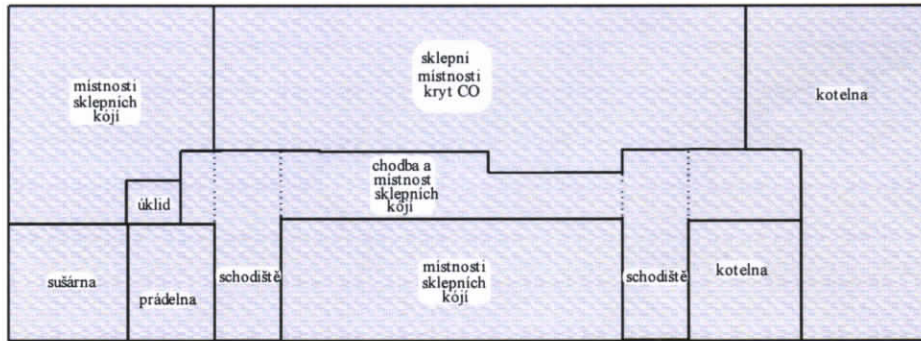 sklepní
místnosti
kryt CO
místnosti
sklepních
kójí
kotelna
chodba a
místnost
sklepních
kójí
úklid
sušárna
prádelna
schodiště
místnosti
sklepních
kójí
schodiště
kotelna